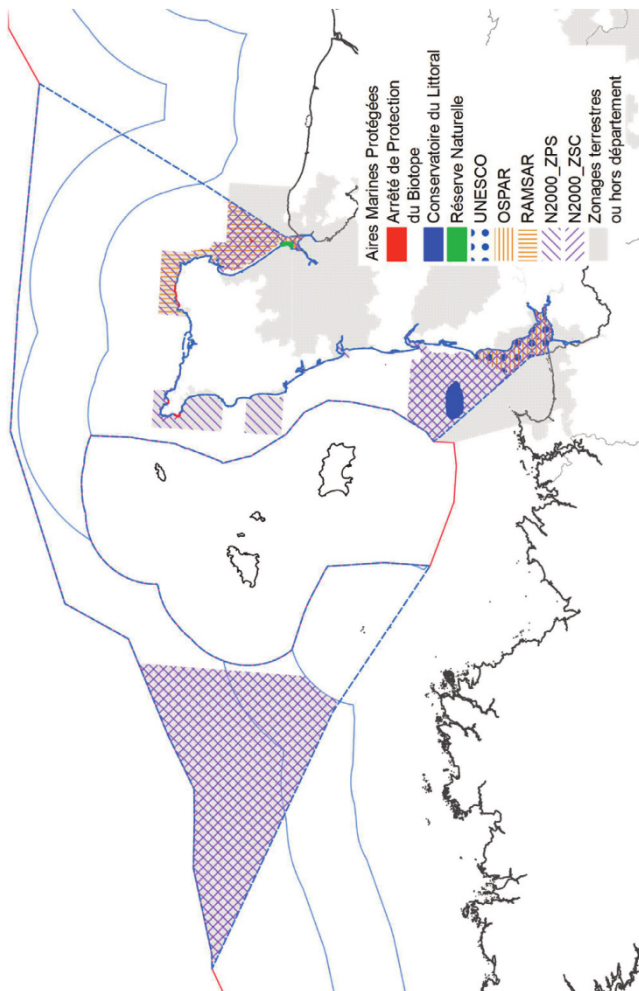 Aires Marines Protégées
Arrêté de Protection
du Biotope
Conservatoire du Littoral
Réserve Naturelle
UNESCO
OSPAR
RAMSAR
N2000_ZPS
N2000_ZSC
Zonages terrestres
ou hors département